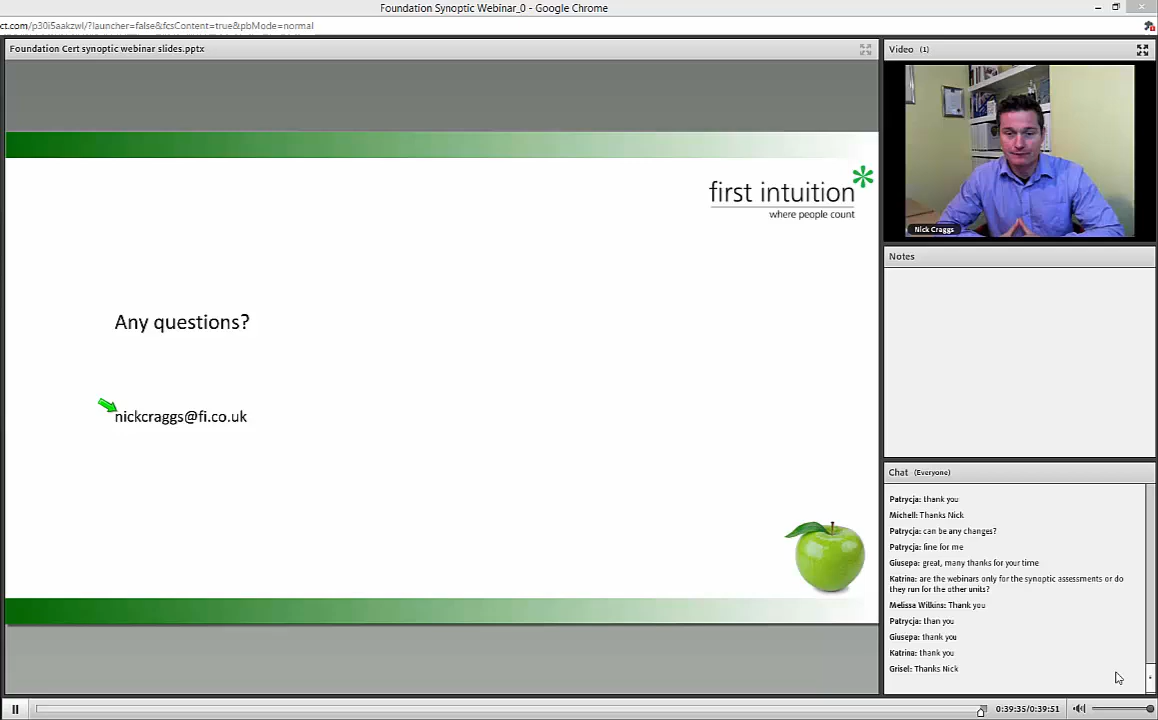 Foundation Synoptic Webinar_0 - Google Chrome
ct.com/p30i5aakzwl/?launcher=false&fcsContent=true&pbMode=normal
Foundation Cert synoptic webinar slides.pptx
first intuition
where people count
Any questions?
nickcraggs@fi.co.uk
Video (1)
Nick Craggs
Notes
Chat (Everyone)
Patrycja: thank you
Michell: Thanks Nick
Patrycja: can be any changes?
Patrycja: fine for me
Giusepa: great, many thanks for your time
Katrina: are the webinars only for the synoptic assessments or do
they run for the other units?
Melissa Wilkins: Thank you
Patrycja: than you
Giusepa: thank you
Katrina: thank you
Grisel: Thanks Nick
0:39:35/0:39:51